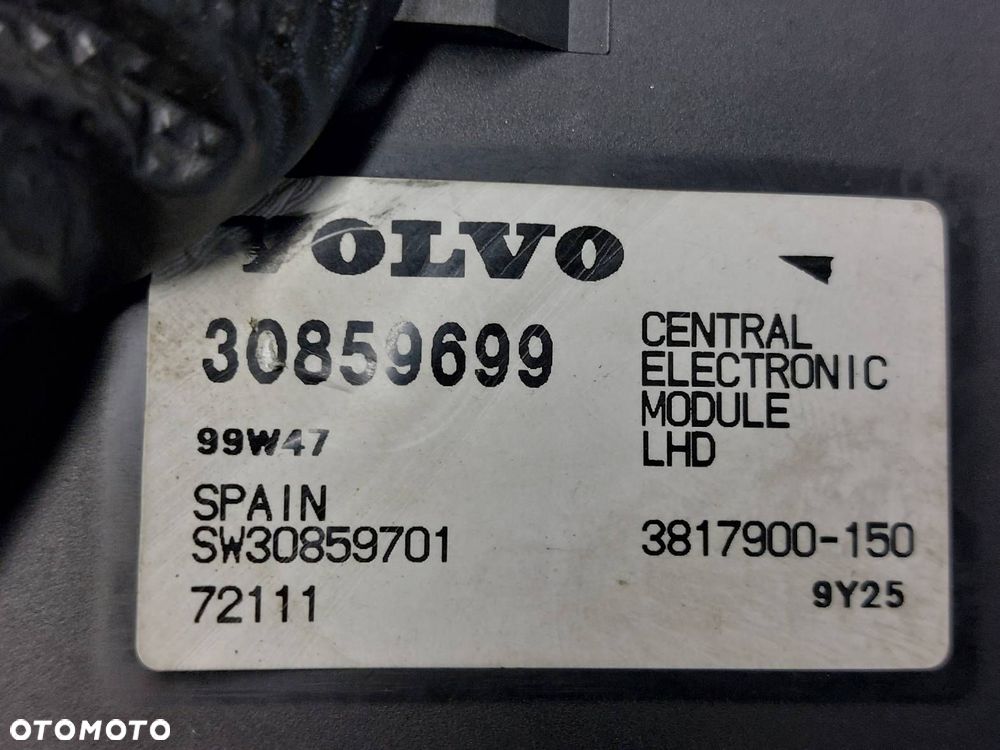 VOLVO
30859699
99W47
SPAIN
SW30859701
72111
CENTRAL
ELECTRONIC
MODULE
LHD
3817900-150
9Y25
OTOMOTO